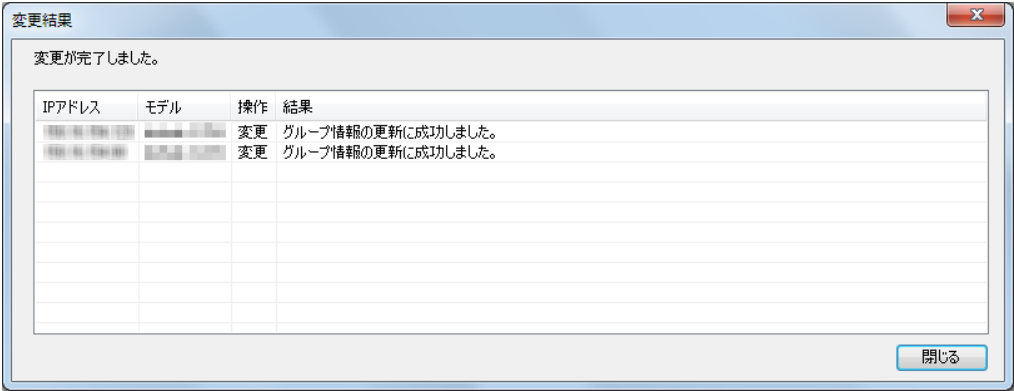 変更結果
変更が完了しました。
IPアドレス モデル 操作 結果
変更 グループ情報の更新に成功しました。
変更 グループ情報の更新に成功しました。
閉じる